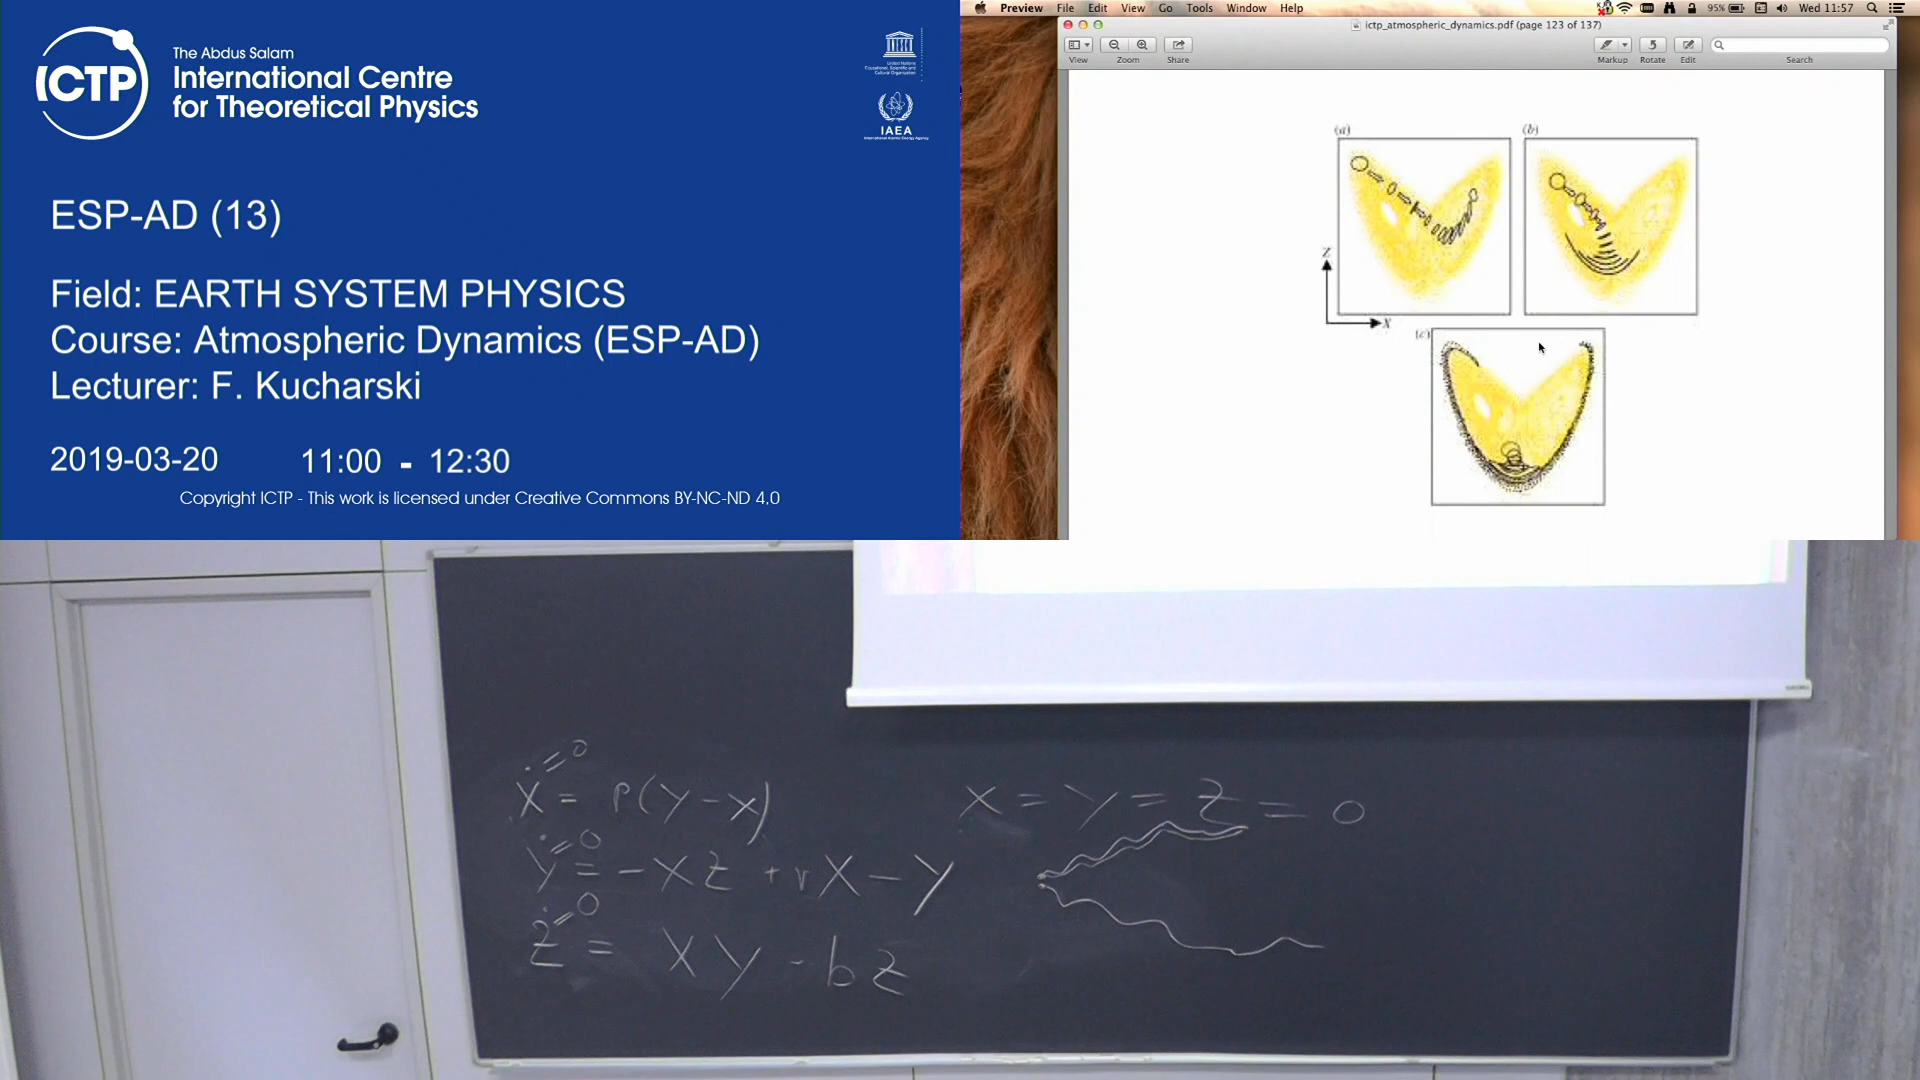 The Abdus Salam
International Centre
for Theoretical Physics
ICTP
IAEA
ESP-AD (13)
Field: EARTH SYSTEM PHYSICS
Course: Atmospheric Dynamics (ESP-AD)
Lecturer: F. Kucharski
2019-03-20 11:00 - 12:30
Copyright ICTP - This work is licensed under Creative Commons BY-NC-ND 4.0
Preview File Edit View Go Tools Window Help 95% Wed 11:57
ictp_atmospheric_dynamics.pdf (page 123 of 137)
View Zoom Share Markup Rotate Edit Search
(a) (b)
Z
X
(c)
Ẋ = P(Y - X)
= 0
Ẏ = -XZ + rX - Y
= 0
Ż = XY - bZ
= 0
X = Y = Z = 0